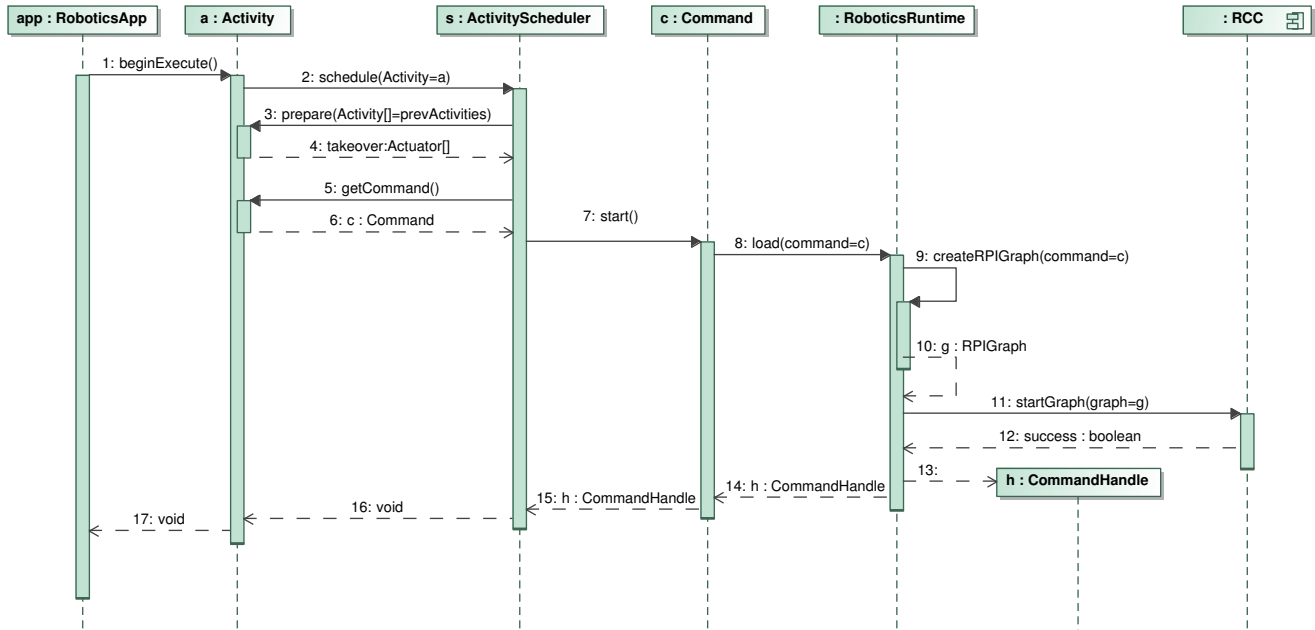 app : RoboticsApp
a : Activity
s : ActivityScheduler
c : Command
: RoboticsRuntime
: RCC
1: beginExecute()
2: schedule(Activity=a)
3: prepare(Activity[]=prevActivities)
4: takeover:Actuator[]
5: getCommand()
6: c : Command
7: start()
8: load(command=c)
9: createRPIGraph(command=c)
10: g : RPIGraph
11: startGraph(graph=g)
12: success : boolean
13:
h : CommandHandle
14: h : CommandHandle
15: h : CommandHandle
16: void
17: void